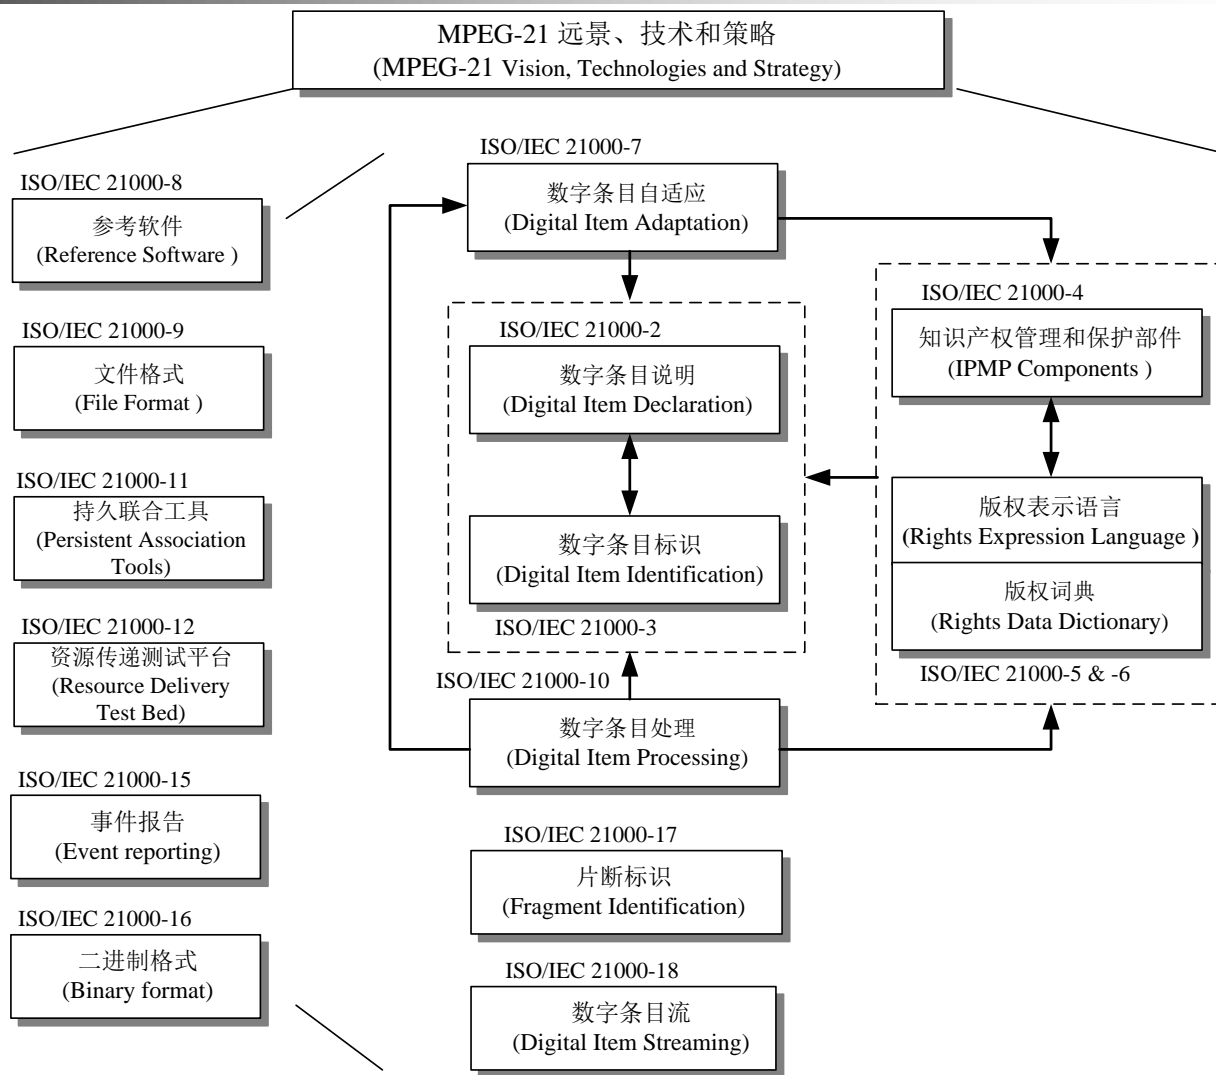 MPEG-21 远景、技术和策略
(MPEG-21 Vision, Technologies and Strategy)
ISO/IEC 21000-8
参考软件
(Reference Software )
ISO/IEC 21000-9
文件格式
(File Format )
ISO/IEC 21000-11
持久联合工具
(Persistent Association
Tools)
ISO/IEC 21000-12
资源传递测试平台
(Resource Delivery
Test Bed)
ISO/IEC 21000-15
事件报告
(Event reporting)
ISO/IEC 21000-16
二进制格式
(Binary format)
ISO/IEC 21000-7
数字条目自适应
(Digital Item Adaptation)
ISO/IEC 21000-2
数字条目说明
(Digital Item Declaration)
数字条目标识
(Digital Item Identification)
ISO/IEC 21000-3
ISO/IEC 21000-10
数字条目处理
(Digital Item Processing)
ISO/IEC 21000-17
片断标识
(Fragment Identification)
ISO/IEC 21000-18
数字条目流
(Digital Item Streaming)
ISO/IEC 21000-4
知识产权管理和保护部件
(IPMP Components )
版权表示语言
(Rights Expression Language )
版权词典
(Rights Data Dictionary)
ISO/IEC 21000-5 & -6